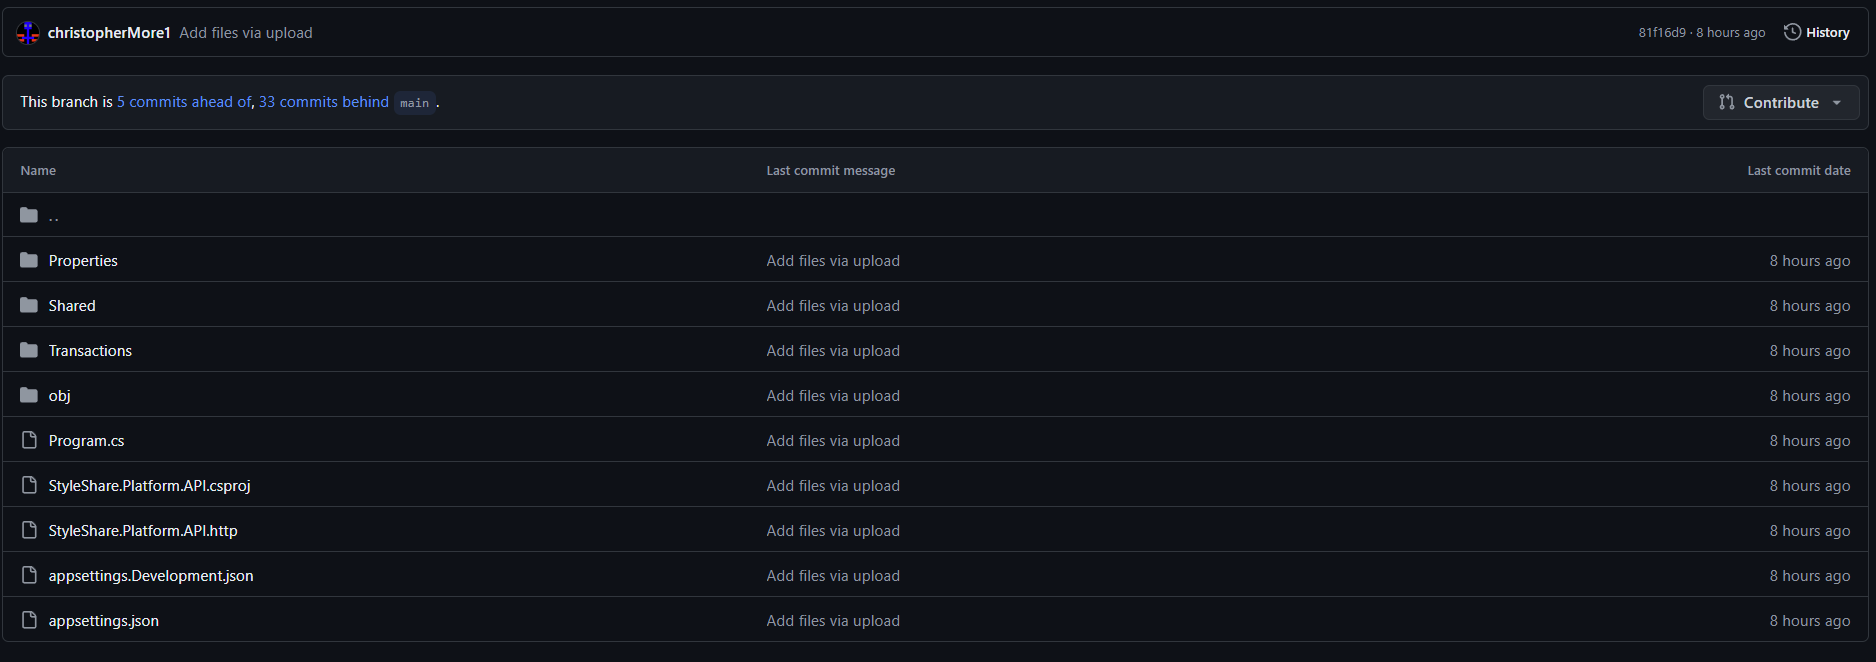 christopherMore1 Add files via upload 81f16d9 · 8 hours ago History
This branch is 5 commits ahead of, 33 commits behind main. Contribute
Name Last commit message Last commit date
..
Properties Add files via upload 8 hours ago
Shared Add files via upload 8 hours ago
Transactions Add files via upload 8 hours ago
obj Add files via upload 8 hours ago
Program.cs Add files via upload 8 hours ago
StyleShare.Platform.API.csproj Add files via upload 8 hours ago
StyleShare.Platform.API.http Add files via upload 8 hours ago
appsettings.Development.json Add files via upload 8 hours ago
appsettings.json Add files via upload 8 hours ago